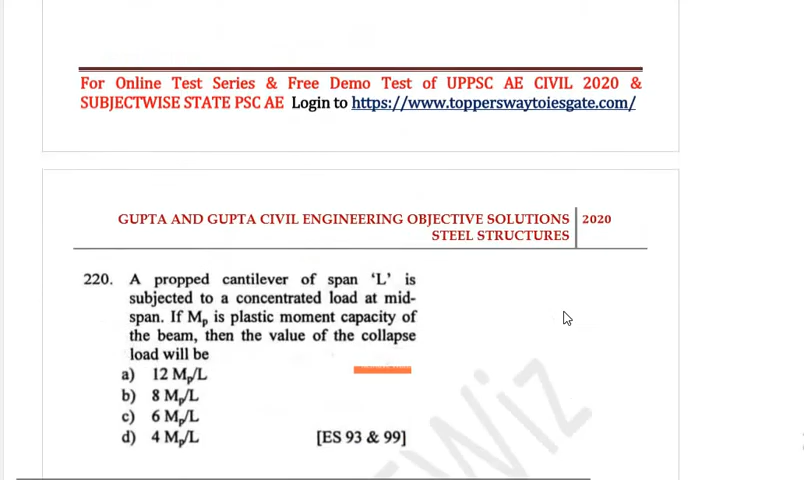 For Online Test Series & Free Demo Test of UPPSC AE CIVIL 2020 &
SUBJECTWISE STATE PSC AE Login to https://www.topperswaytoiesgate.com/
GUPTA AND GUPTA CIVIL ENGINEERING OBJECTIVE SOLUTIONS 2020
STEEL STRUCTURES
220. A propped cantilever of span ‘L’ is
subjected to a concentrated load at mid-
span. If Mₚ is plastic moment capacity of
the beam, then the value of the collapse
load will be
a) 12 Mₚ/L
b) 8 Mₚ/L
c) 6 Mₚ/L
d) 4 Mₚ/L [ES 93 & 99]